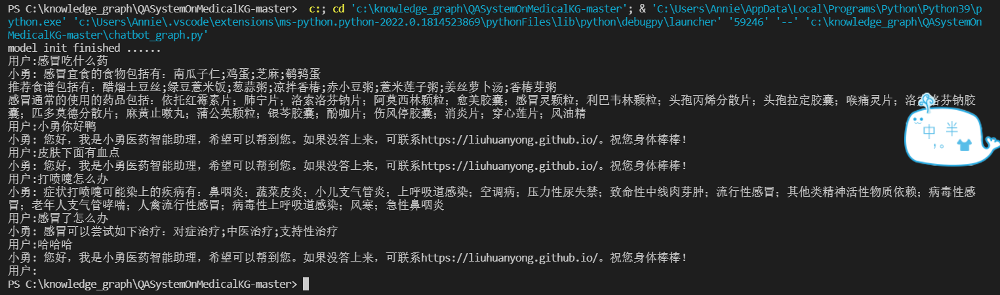 PS C:\knowledge_graph\QASystemOnMedicalKG-master>  c:; cd 'c:\knowledge_graph\QASystemOnMedicalKG-master'; & 'C:\Users\Annie\AppData\Local\Programs\Python\Python39\p
ython.exe' 'c:\Users\Annie\.vscode\extensions\ms-python.python-2022.0.1814523869\pythonFiles\lib\python\debugpy\launcher' '59246' '--' 'c:\knowledge_graph\QASystemOn
MedicalKG-master\chatbot_graph.py'
model init finished ......
用户:感冒吃什么药
小勇: 感冒宜食的食物包括有: 南瓜子仁;鸡蛋;芝麻;鹌鹑蛋
推荐食谱包括有: 醋熘土豆丝;绿豆薏米饭;葱蒜粥;凉拌香椿;赤小豆粥;薏米莲子粥;姜丝萝卜汤;香椿芽粥
感冒通常的使用的药品包括: 依托红霉素片; 肺宁片; 洛索洛芬钠片; 阿莫西林颗粒; 愈美胶囊; 感冒灵颗粒; 利巴韦林颗粒; 头孢丙烯分散片; 头孢拉定胶囊; 喉痛灵片; 洛索洛芬钠胶
囊; 匹多莫德分散片; 麻黄止嗽丸; 蒲公英颗粒; 银芩胶囊; 酚咖片; 伤风停胶囊; 消炎片; 穿心莲片; 风油精
用户:小勇你好鸭
小勇: 您好，我是小勇医药智能助理，希望可以帮到您。如果没答上来，可联系https://liuhuanyong.github.io/。祝您身体棒棒！
用户:皮肤下面有血点
小勇: 您好，我是小勇医药智能助理，希望可以帮到您。如果没答上来，可联系https://liuhuanyong.github.io/。祝您身体棒棒！
用户:打喷嚏怎么办
小勇: 症状打喷嚏可能染上的疾病有: 鼻咽炎; 蔬菜皮炎; 小儿支气管炎; 上呼吸道感染; 空调病; 压力性尿失禁; 致命性中线肉芽肿; 流行性感冒; 其他类精神活性物质依赖; 病毒性感
冒; 老年人支气管哮喘; 人禽流行性感冒; 病毒性上呼吸道感染; 风寒; 急性鼻咽炎
用户:感冒了怎么办
小勇: 感冒可以尝试如下治疗: 对症治疗;中医治疗;支持性治疗
用户:哈哈哈
小勇: 您好，我是小勇医药智能助理，希望可以帮到您。如果没答上来，可联系https://liuhuanyong.github.io/。祝您身体棒棒！
用户:
PS C:\knowledge_graph\QASystemOnMedicalKG-master>
中 半
，。